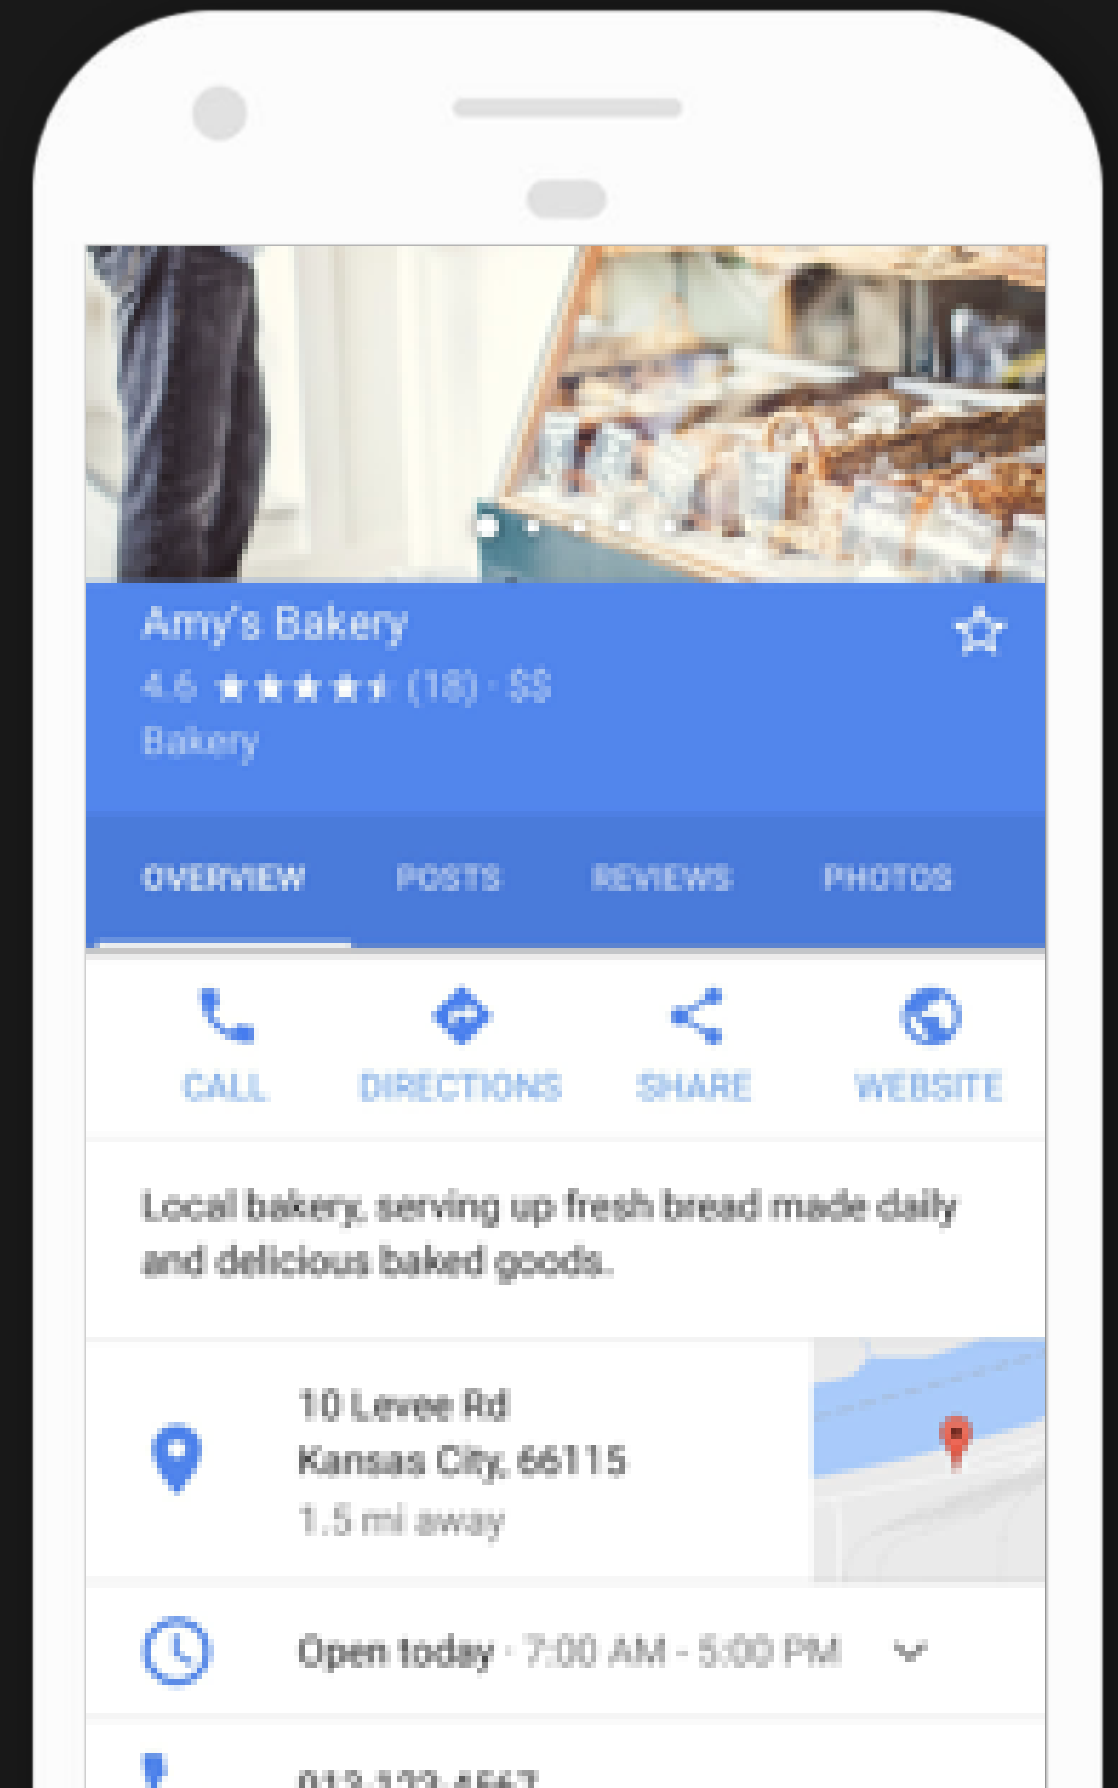 Amy's Bakery
4.6 (18) · $$
Bakery
OVERVIEW POSTS REVIEWS PHOTOS
CALL DIRECTIONS SHARE WEBSITE
Local bakery, serving up fresh bread made daily
and delicious baked goods.
10 Levee Rd
Kansas City, 66115
1.5 mi away
Open today · 7:00 AM - 5:00 PM